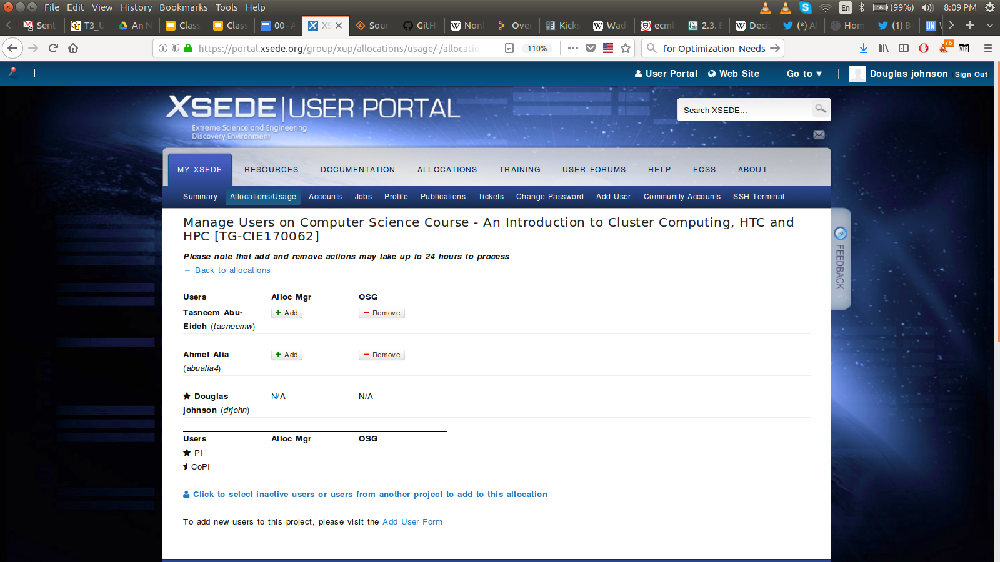 File Edit View History Bookmarks Tools Help
En (99%) 8:09 PM
2 Sent T3_U An N Class Class 00 - A XS Sour GitH Non Over Kicks Wad ecml 2.3. E Decis (*) A Hom (1) B UN
https://portal.xsede.org/group/xup/allocations/usage/-/allocatio 110% for Optimization Needs 76 VTR
User Portal Web Site Go to | Douglas johnson (Sign Out)
XSEDE | USER PORTAL
Extreme Science and Engineering
Discovery Environment
Search XSEDE...
MY XSEDE RESOURCES DOCUMENTATION ALLOCATIONS TRAINING USER FORUMS HELP ECSS ABOUT
Summary Allocations/Usage Accounts Jobs Profile Publications Tickets Change Password Add User Community Accounts SSH Terminal
Manage Users on Computer Science Course - An Introduction to Cluster Computing, HTC and
HPC [TG-CIE170062]
Please note that add and remove actions may take up to 24 hours to process
← Back to allocations
Users Alloc Mgr OSG
Tasneem Abu- + Add − Remove
Eideh (tasneemw)
Ahmef Alia + Add − Remove
(abualia4)
★ Douglas N/A N/A
johnson (drjohn)
Users Alloc Mgr OSG
★ PI
CoPI
Click to select inactive users or users from another project to add to this allocation
To add new users to this project, please visit the Add User Form
? FEEDBACK